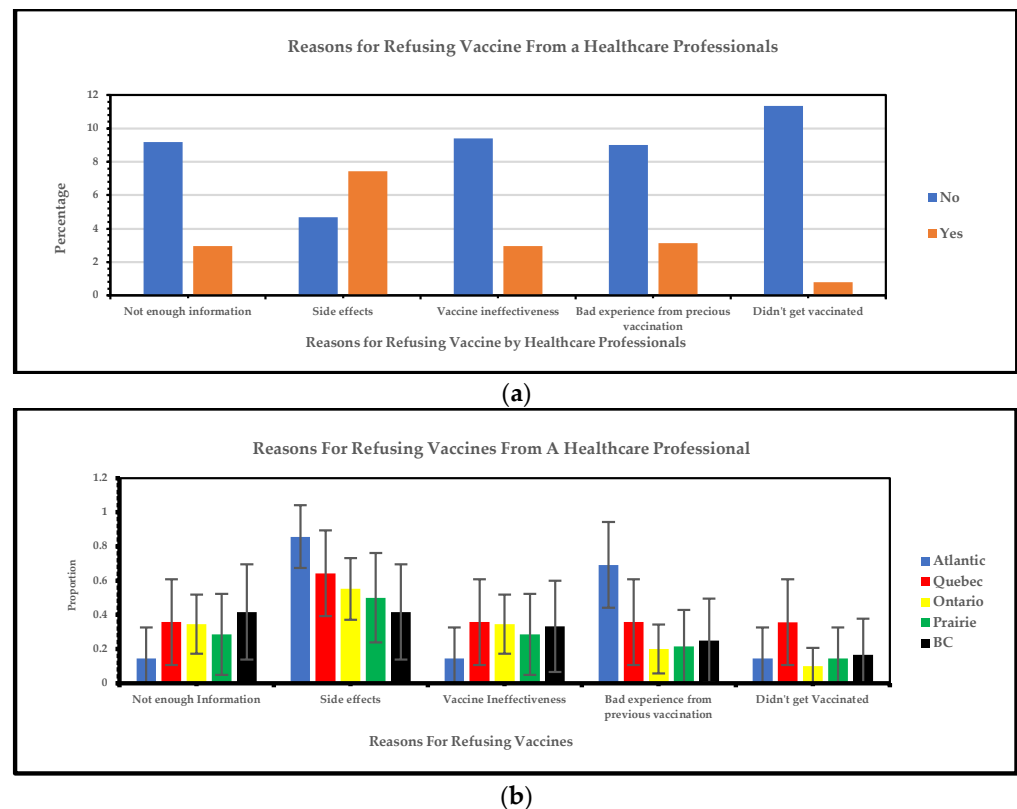 Reasons for Refusing Vaccine From a Healthcare Professionals
12
10
8
6
4
2
0
Percentage
Not enough information
Side effects
Vaccine ineffectiveness
Bad experience from precious
vaccination
Didn't get vaccinated
Reasons for Refusing Vaccine by Healthcare Professionals
No
Yes
(a)
Reasons For Refusing Vaccines From A Healthcare Professional
1.2
1
0.8
0.6
0.4
0.2
0
Proportion
Not enough Information
Side effects
Vaccine Ineffectiveness
Bad experience from
previous vaccination
Didn't get Vaccinated
Reasons For Refusing Vaccines
Atlantic
Quebec
Ontario
Prairie
BC
(b)